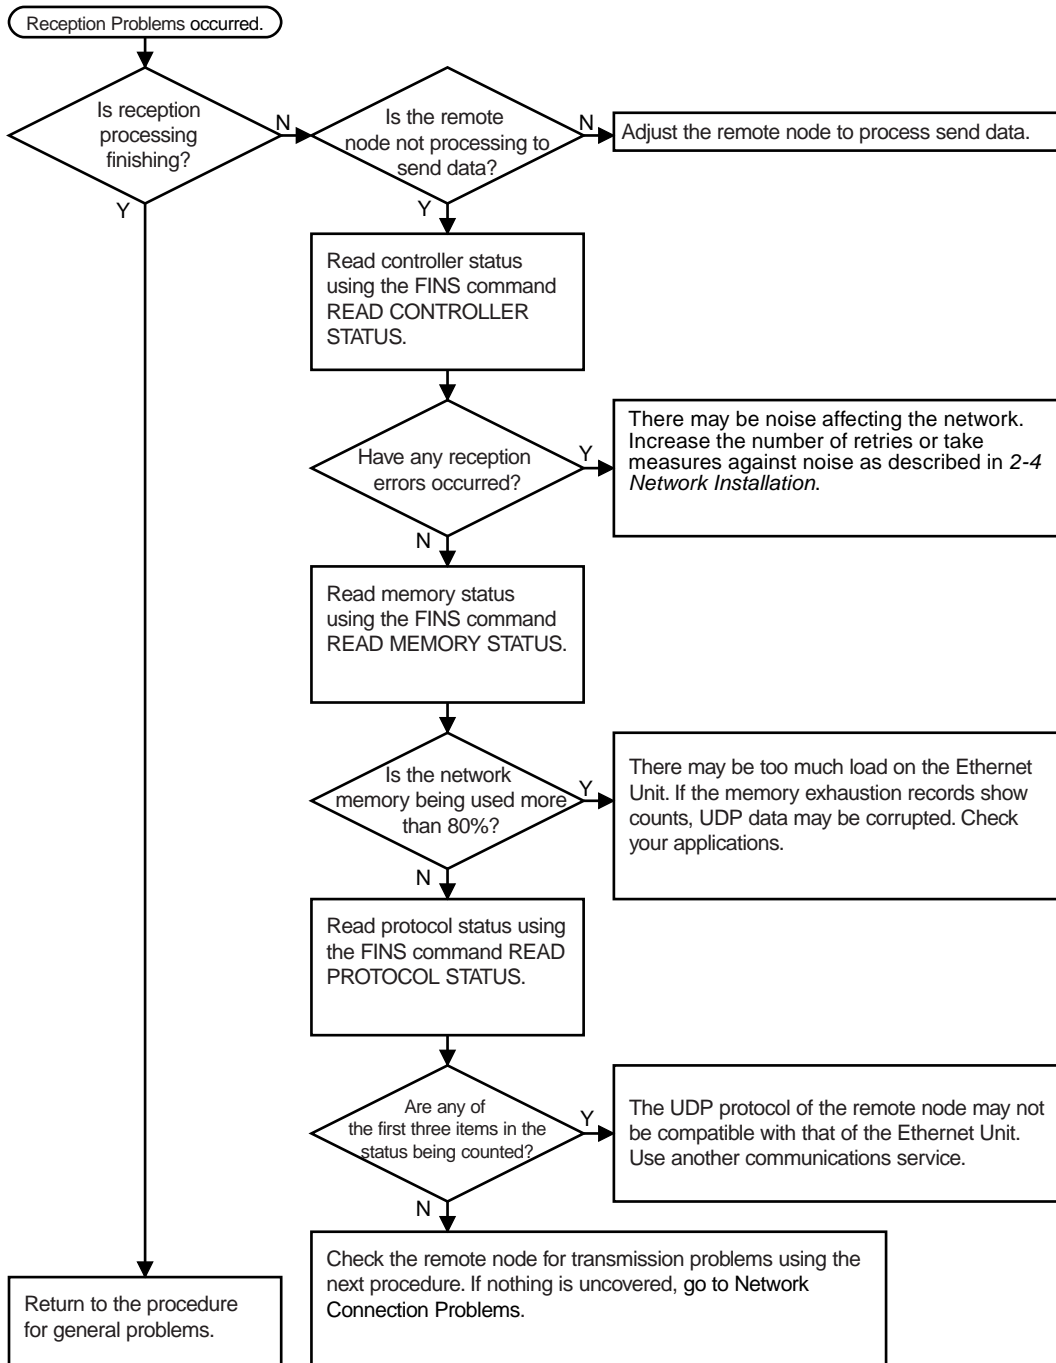 Reception Problems occurred.
Is reception
processing
finishing?
N
Y
Is the remote
node not processing to
send data?
N
Y
Adjust the remote node to process send data.
Read controller status
using the FINS command
READ CONTROLLER
STATUS.
Have any reception
errors occurred?
Y
N
There may be noise affecting the network.
Increase the number of retries or take
measures against noise as described in 2-4
Network Installation.
Read memory status
using the FINS command
READ MEMORY STATUS.
Is the network
memory being used more
than 80%?
Y
N
There may be too much load on the Ethernet
Unit. If the memory exhaustion records show
counts, UDP data may be corrupted. Check
your applications.
Read protocol status using
the FINS command READ
PROTOCOL STATUS.
Are any of
the first three items in the
status being counted?
Y
N
The UDP protocol of the remote node may not
be compatible with that of the Ethernet Unit.
Use another communications service.
Check the remote node for transmission problems using the
next procedure. If nothing is uncovered, go to Network
Connection Problems.
Return to the procedure
for general problems.